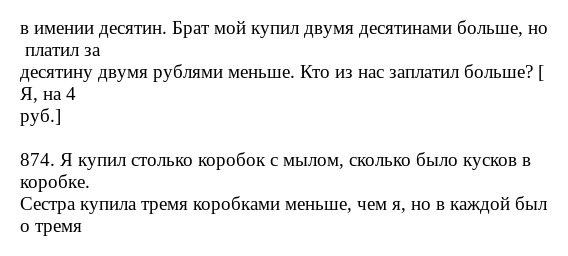 в имении десятин. Брат мой купил двумя десятинами больше, но
платил за
десятину двумя рублями меньше. Кто из нас заплатил больше? [
Я, на 4
руб.]
874. Я купил столько коробок с мылом, сколько было кусков в
коробке.
Сестра купила тремя коробками меньше, чем я, но в каждой был
о тремя